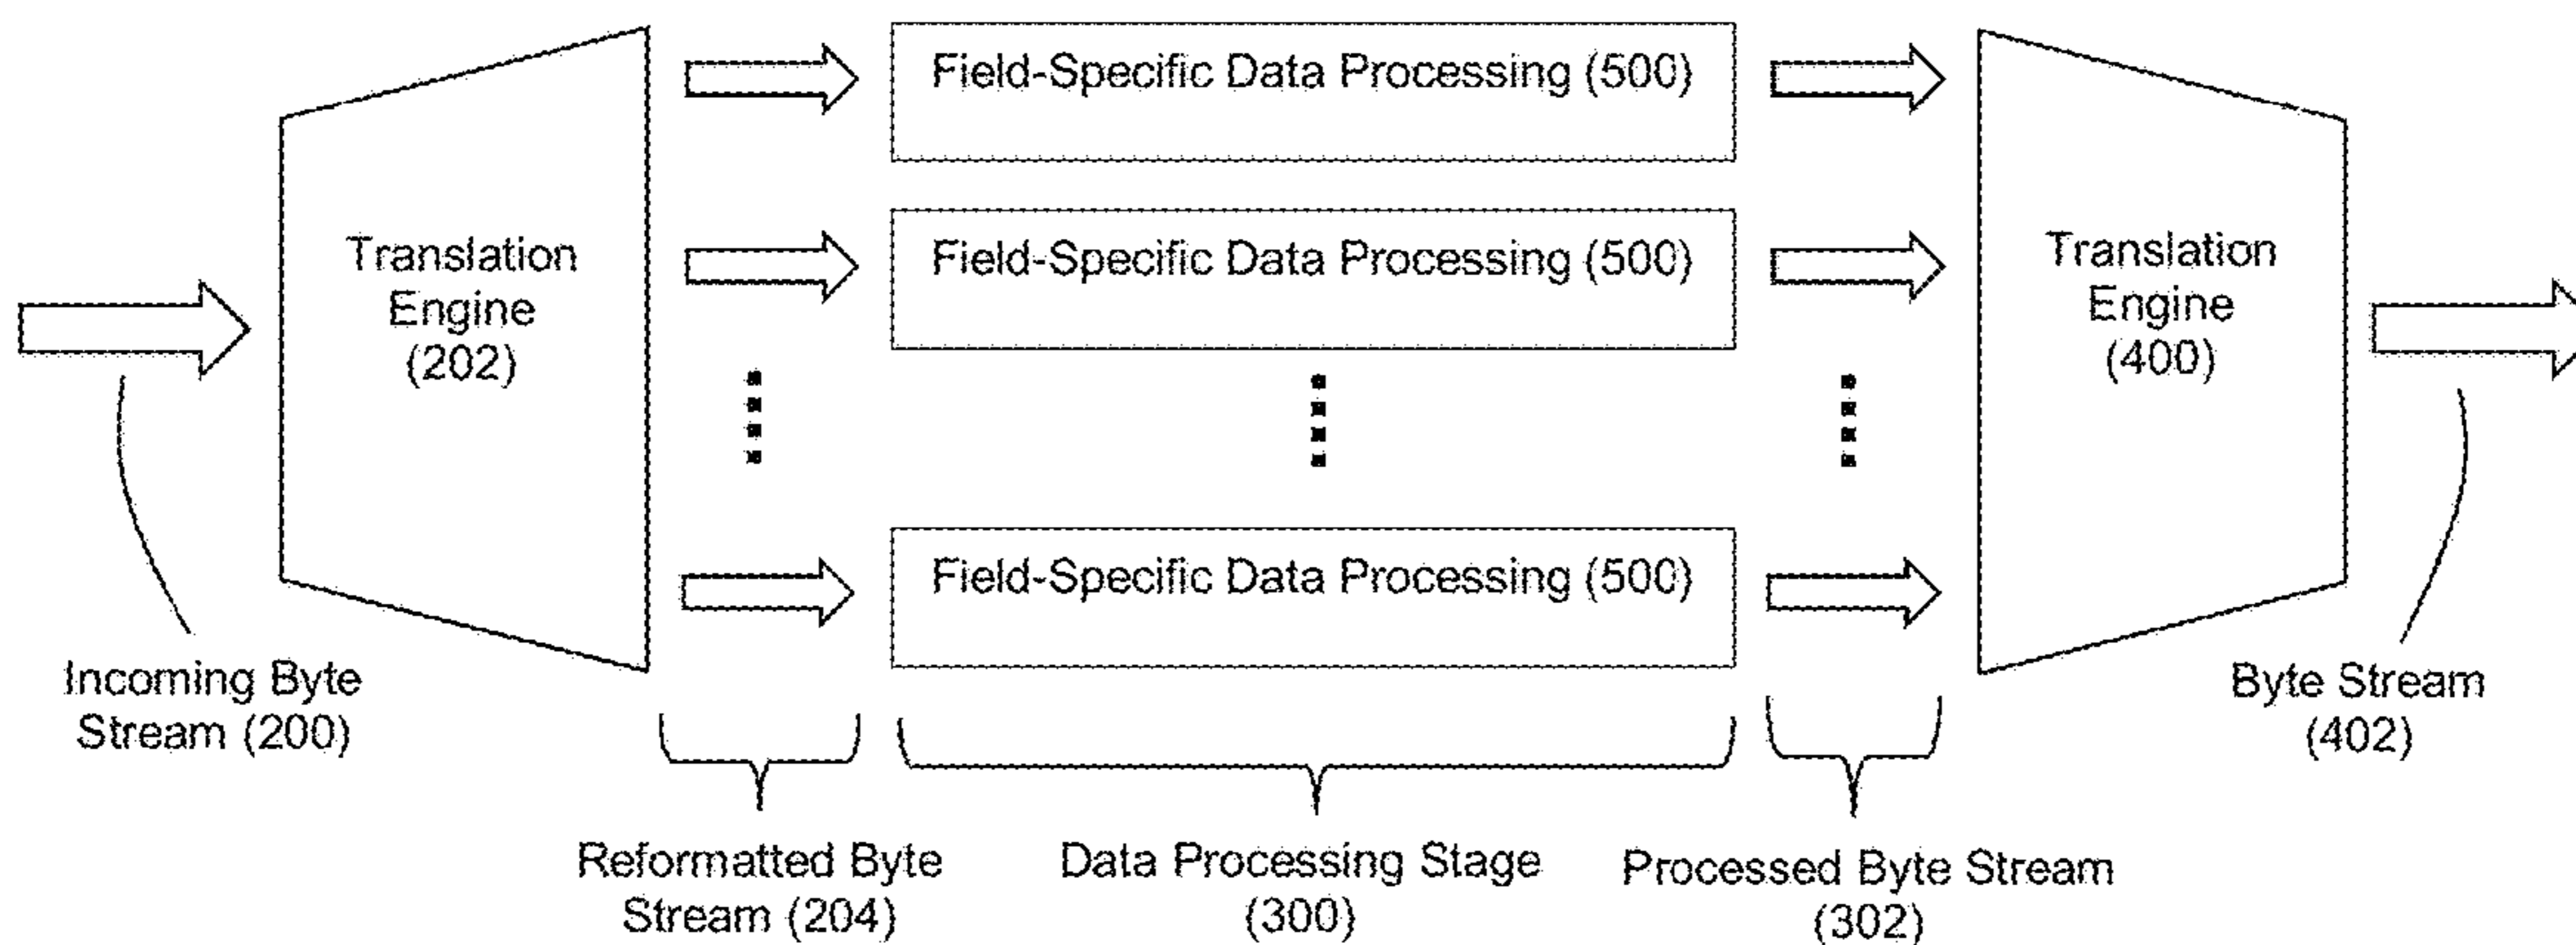 Field-Specific Data Processing (500)
Translation
Engine
(202)
Field-Specific Data Processing (500)
Translation
Engine
(400)
Field-Specific Data Processing (500)
Incoming Byte
Stream (200)
Byte Stream
(402)
Reformatted Byte
Stream (204)
Data Processing Stage
(300)
Processed Byte Stream
(302)